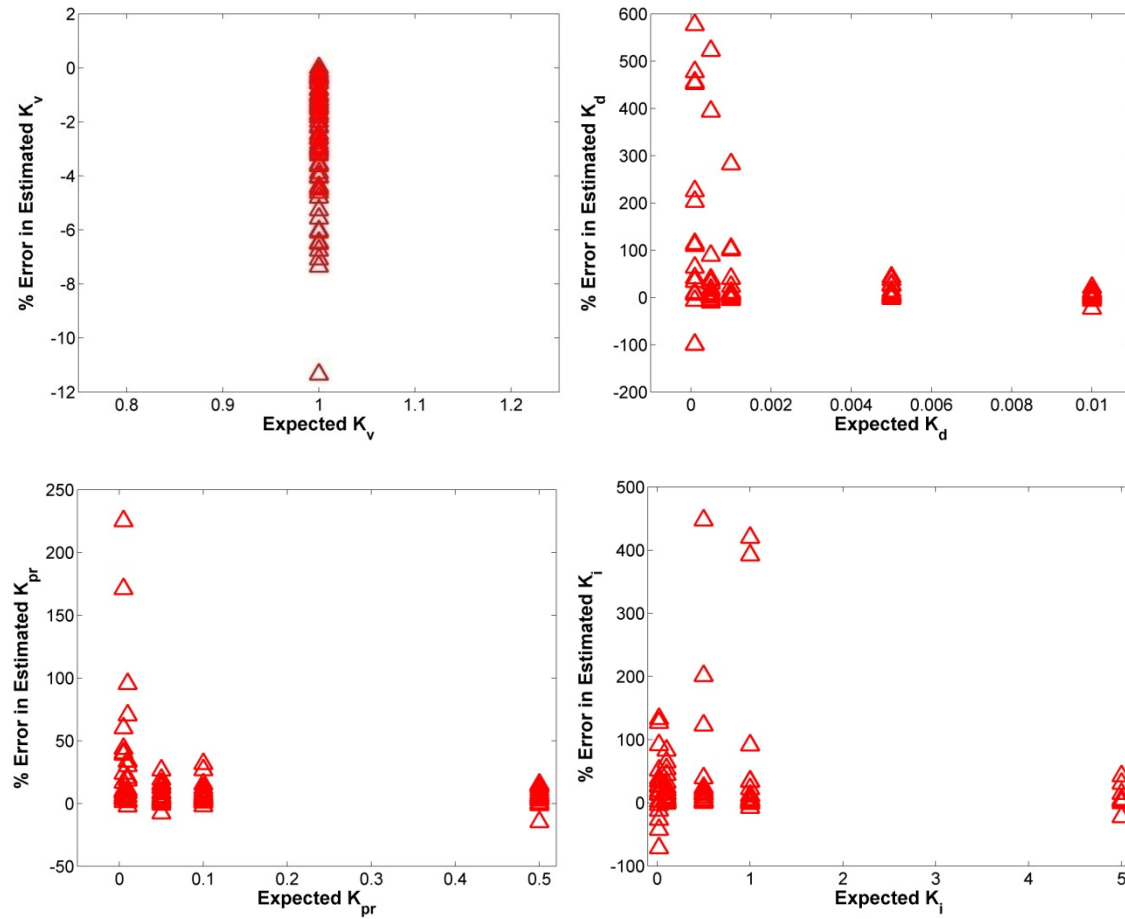 2
0
-2
-4
-6
-8
-10
-12
0.8 0.9 1 1.1 1.2
Expected K_v
% Error in Estimated K_v
600
500
400
300
200
100
0
-100
-200
0 0.002 0.004 0.006 0.008 0.01
Expected K_d
% Error in Estimated K_d
250
200
150
100
50
0
-50
0 0.1 0.2 0.3 0.4 0.5
Expected K_pr
% Error in Estimated K_pr
500
400
300
200
100
0
-100
0 1 2 3 4 5
Expected K_i
% Error in Estimated K_i